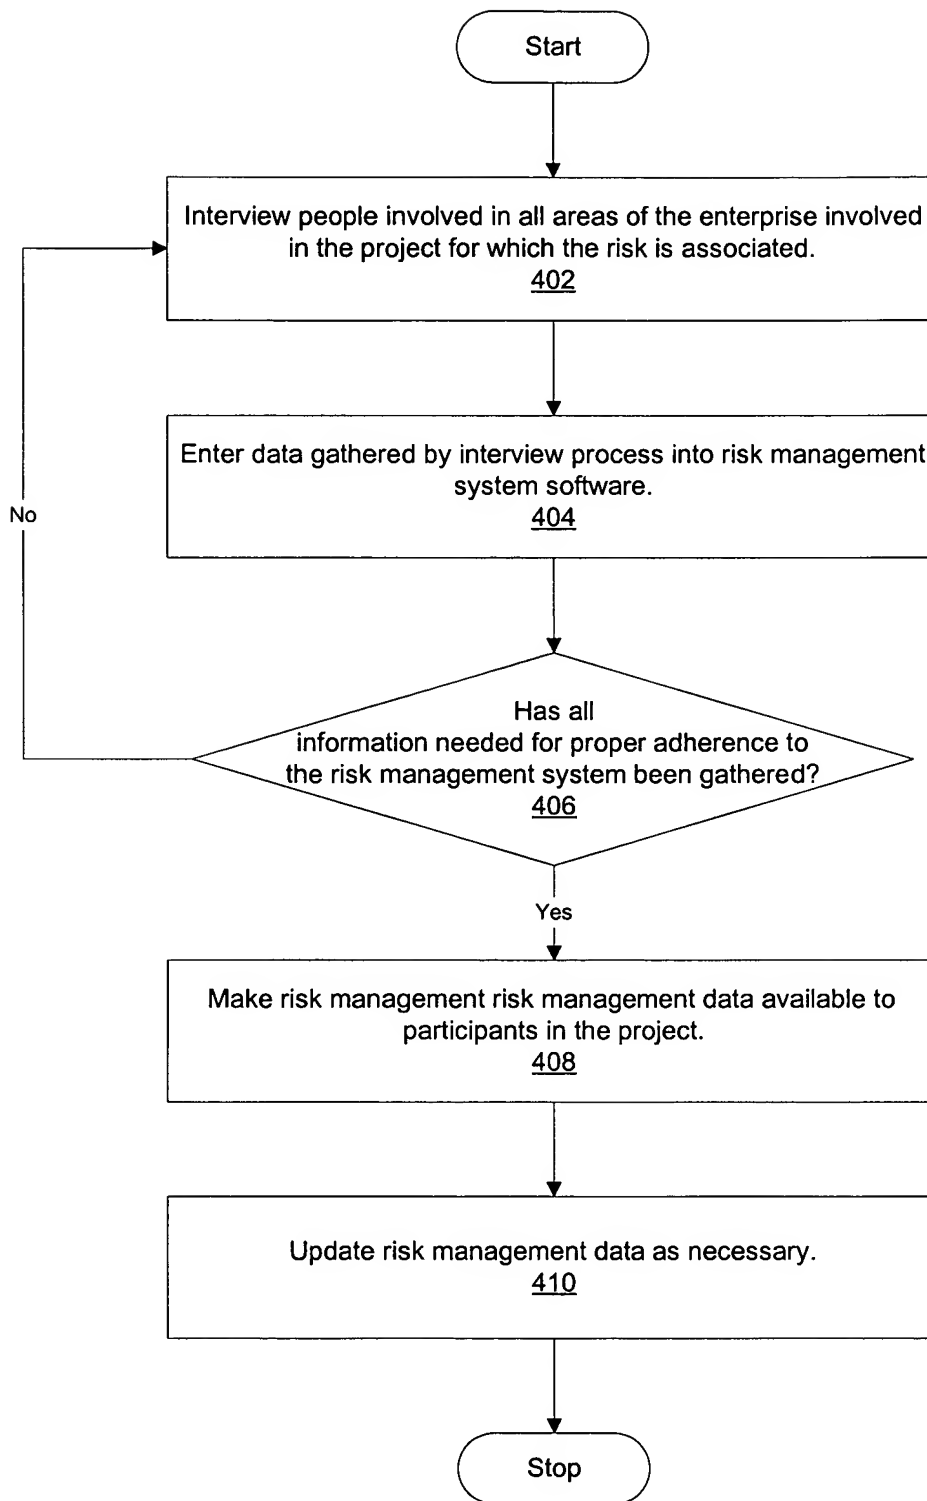 Start
Interview people involved in all areas of the enterprise involved
in the project for which the risk is associated.
402
Enter data gathered by interview process into risk management
system software.
404
No
Has all
information needed for proper adherence to
the risk management system been gathered?
406
Yes
Make risk management risk management data available to
participants in the project.
408
Update risk management data as necessary.
410
Stop